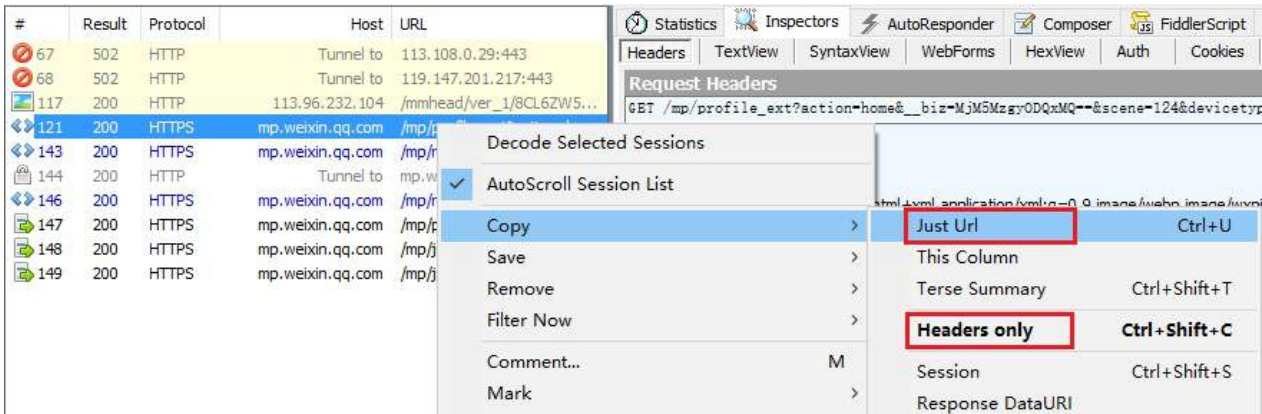 # Result Protocol Host URL
67 502 HTTP Tunnel to 113.108.0.29:443
68 502 HTTP Tunnel to 119.147.201.217:443
117 200 HTTP 113.96.232.104 /mmhead/ver_1/8CL6ZW5...
121 200 HTTPS mp.weixin.qq.com
143 200 HTTPS mp.weixin.qq.com /mp/r
144 200 HTTP Tunnel to mp.w
146 200 HTTPS mp.weixin.qq.com /mp/r
147 200 HTTPS mp.weixin.qq.com /mp/p
148 200 HTTPS mp.weixin.qq.com /mp/j
149 200 HTTPS mp.weixin.qq.com /mp/j
Statistics Inspectors AutoResponder Composer FiddlerScript
Headers TextView SyntaxView WebForms HexView Auth Cookies
Request Headers
GET /mp/profile_ext?action=home&__biz=MjM5MzgyODQxMQ==&scene=124&devicetyp
Decode Selected Sessions
AutoScroll Session List
Copy
Save
Remove
Filter Now
Comment... M
Mark
Just Url Ctrl+U
This Column
Terse Summary Ctrl+Shift+T
Headers only Ctrl+Shift+C
Session Ctrl+Shift+S
Response DataURI